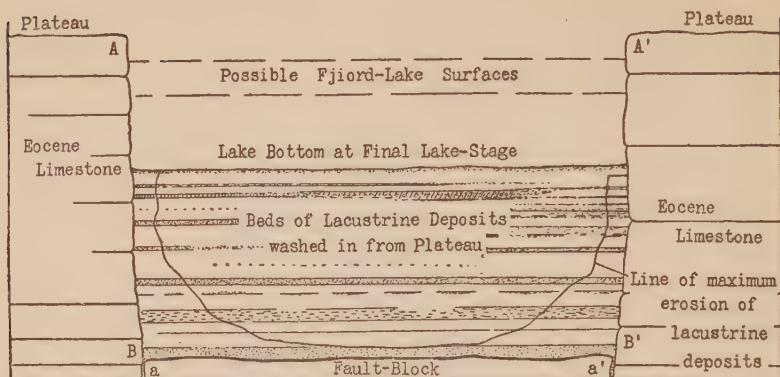 Plateau
Plateau
A
A'
Possible Fjiord-Lake Surfaces
Eocene
Limestone
Lake Bottom at Final Lake-Stage
Beds of Lacustrine Deposits
washed in from Plateau
Eocene
Limestone
Line of maximum
erosion of
lacustrine
deposits
B
B'
a
Fault-Block
a'